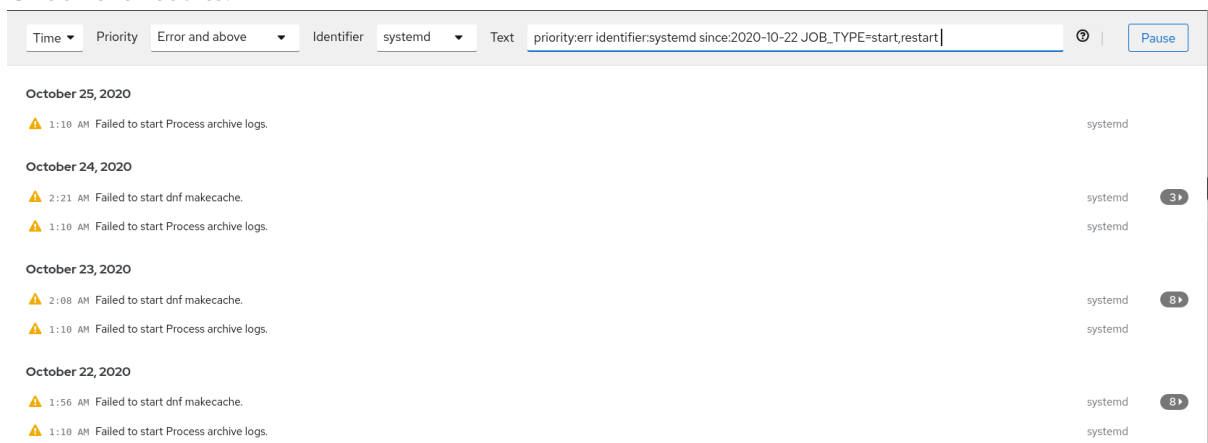 Time Priority Error and above Identifier systemd Text priority:err identifier:systemd since:2020-10-22 JOB_TYPE=start,restart Pause
October 25, 2020
1:10 AM Failed to start Process archive logs. systemd
October 24, 2020
2:21 AM Failed to start dnf makecache. systemd 3
1:10 AM Failed to start Process archive logs. systemd
October 23, 2020
2:08 AM Failed to start dnf makecache. systemd 8
1:10 AM Failed to start Process archive logs. systemd
October 22, 2020
1:56 AM Failed to start dnf makecache. systemd 8
1:10 AM Failed to start Process archive logs. systemd